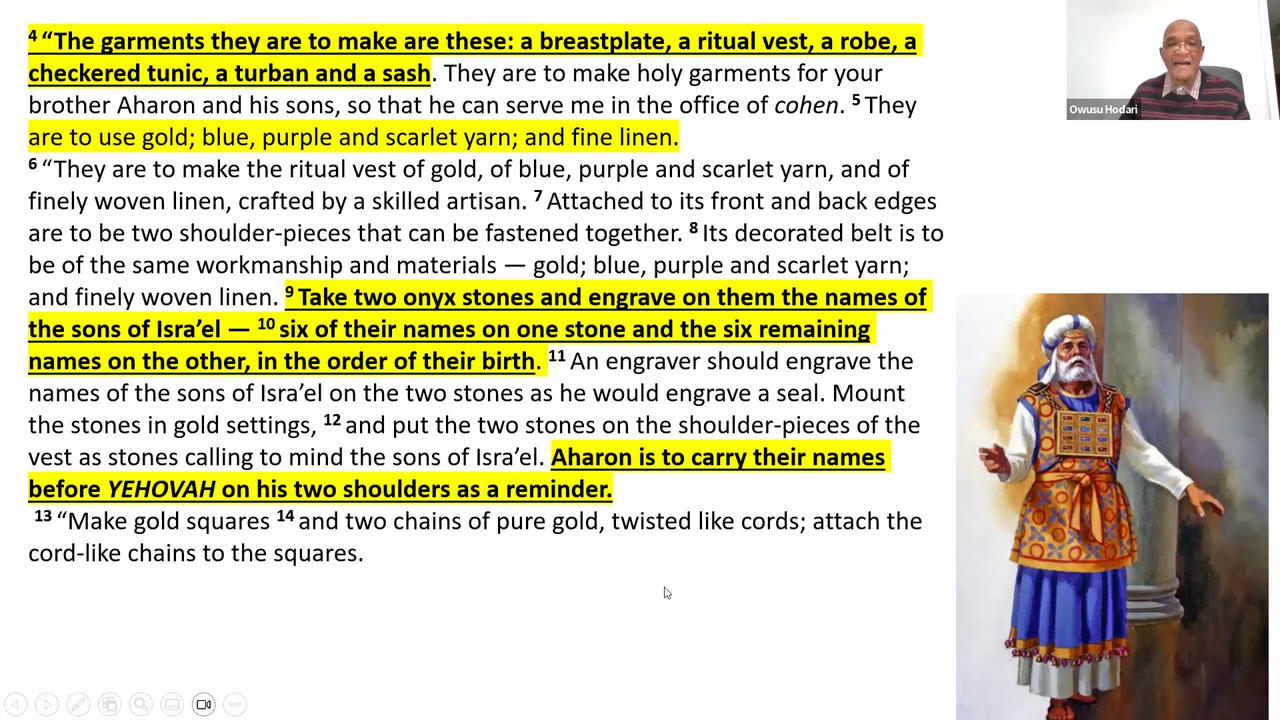 4 “The garments they are to make are these: a breastplate, a ritual vest, a robe, a
checkered tunic, a turban and a sash. They are to make holy garments for your
brother Aharon and his sons, so that he can serve me in the office of cohen. 5 They
are to use gold; blue, purple and scarlet yarn; and fine linen.
6 “They are to make the ritual vest of gold, of blue, purple and scarlet yarn, and of
finely woven linen, crafted by a skilled artisan. 7 Attached to its front and back edges
are to be two shoulder-pieces that can be fastened together. 8 Its decorated belt is to
be of the same workmanship and materials — gold; blue, purple and scarlet yarn;
and finely woven linen. 9 Take two onyx stones and engrave on them the names of
the sons of Isra’el — 10 six of their names on one stone and the six remaining
names on the other, in the order of their birth. 11 An engraver should engrave the
names of the sons of Isra’el on the two stones as he would engrave a seal. Mount
the stones in gold settings, 12 and put the two stones on the shoulder-pieces of the
vest as stones calling to mind the sons of Isra’el. Aharon is to carry their names
before YEHOVAH on his two shoulders as a reminder.
13 “Make gold squares 14 and two chains of pure gold, twisted like cords; attach the
cord-like chains to the squares.
Owusu Hodari